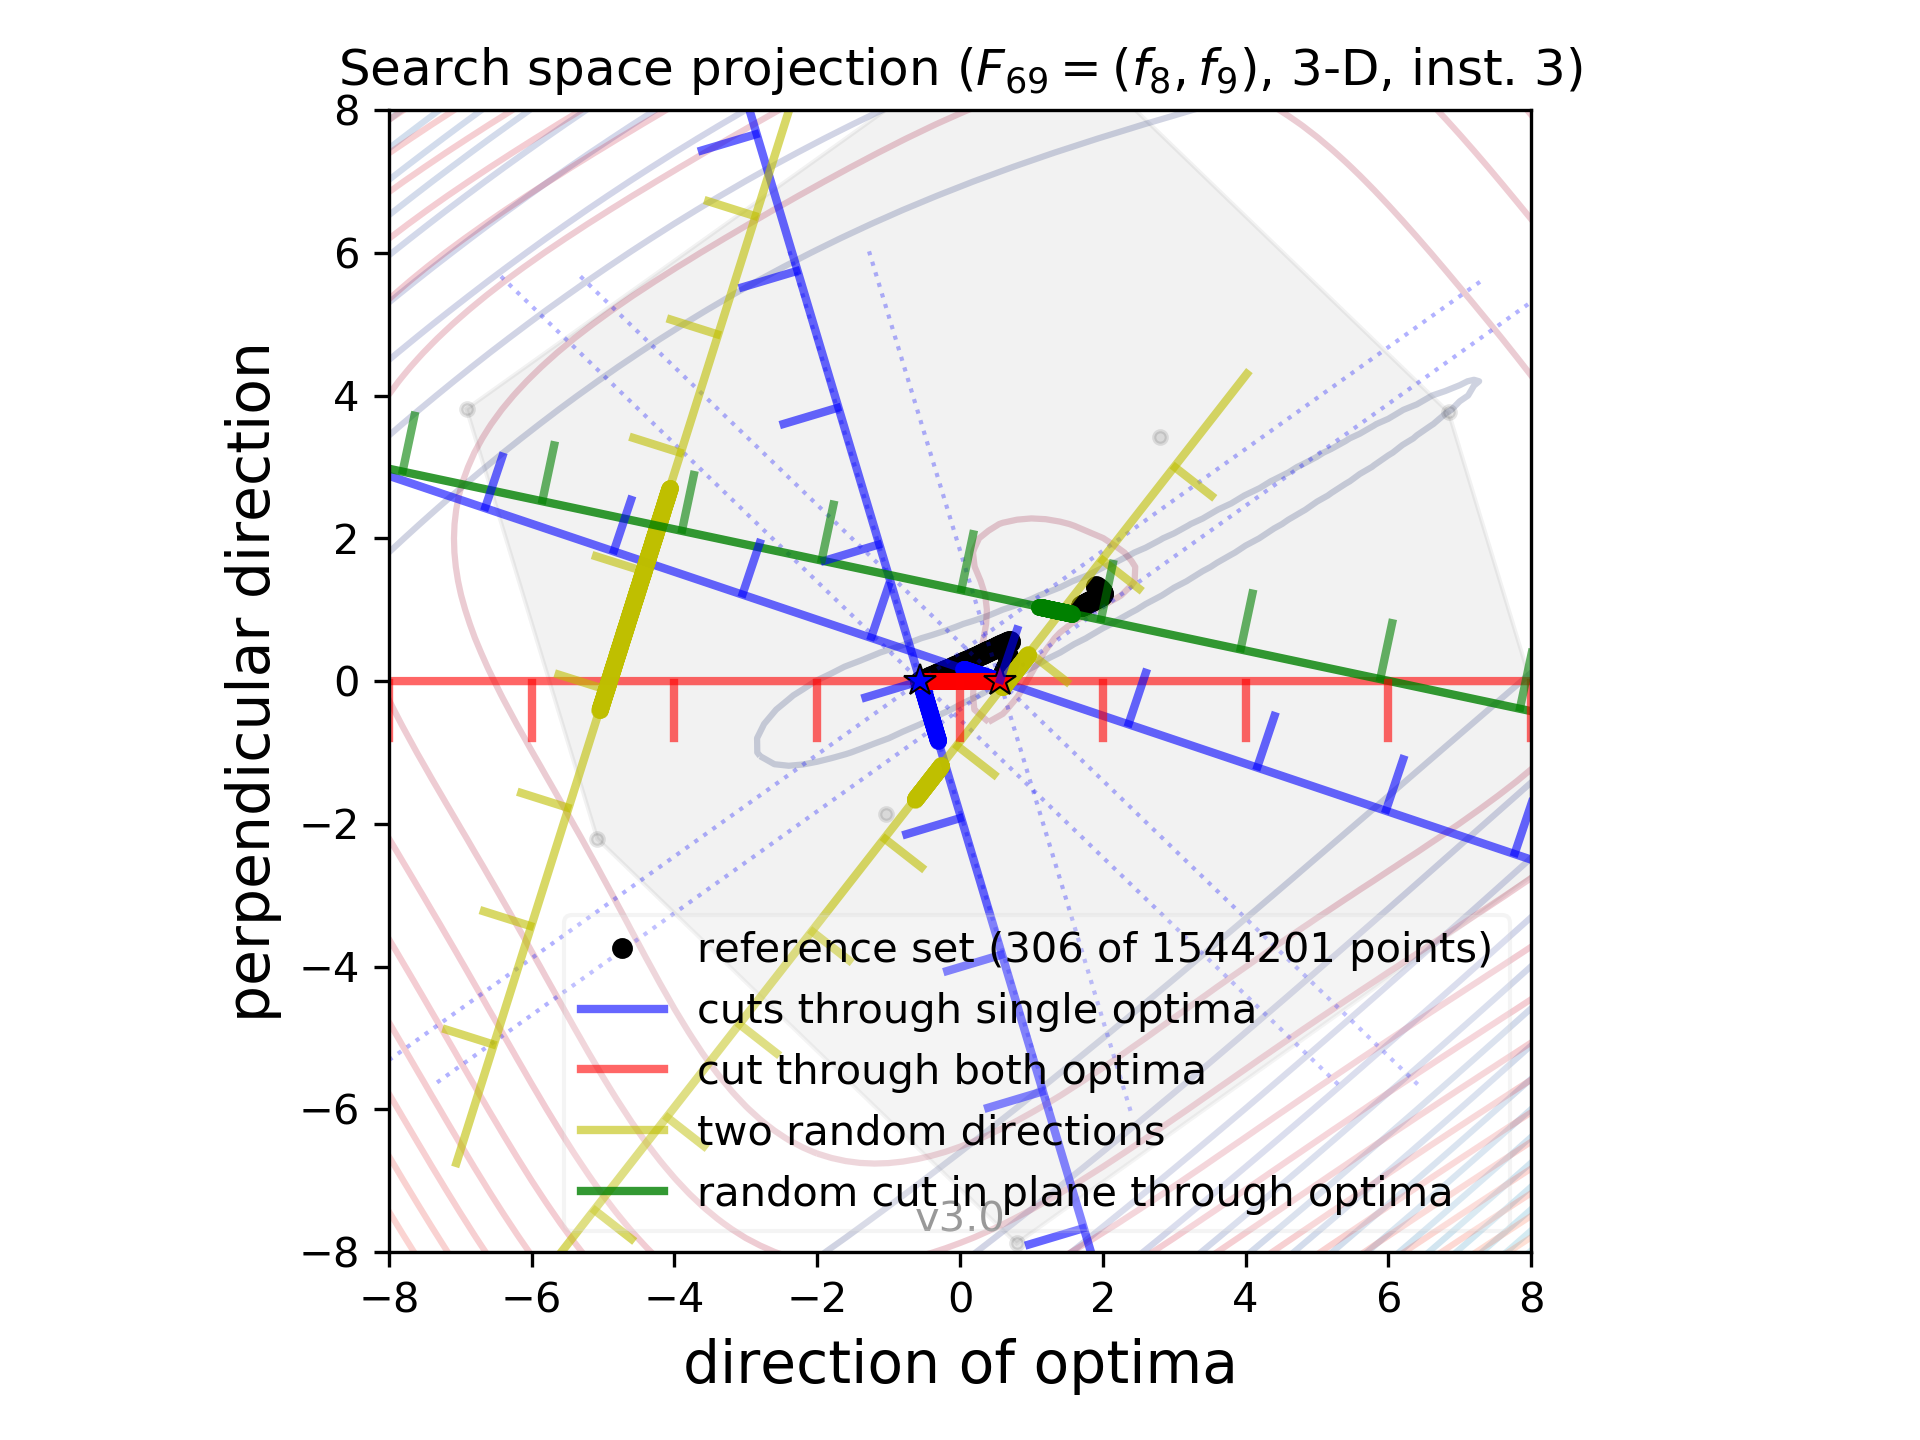 Search space projection (F69 = (f8, f9), 3-D, inst. 3)
perpendicular direction
8
6
4
2
0
−2
−4
−6
−8
reference set (306 of 1544201 points)
cuts through single optima
cut through both optima
two random directions
random cut in plane through optima
v3.0
−8 −6 −4 −2 0 2 4 6 8
direction of optima